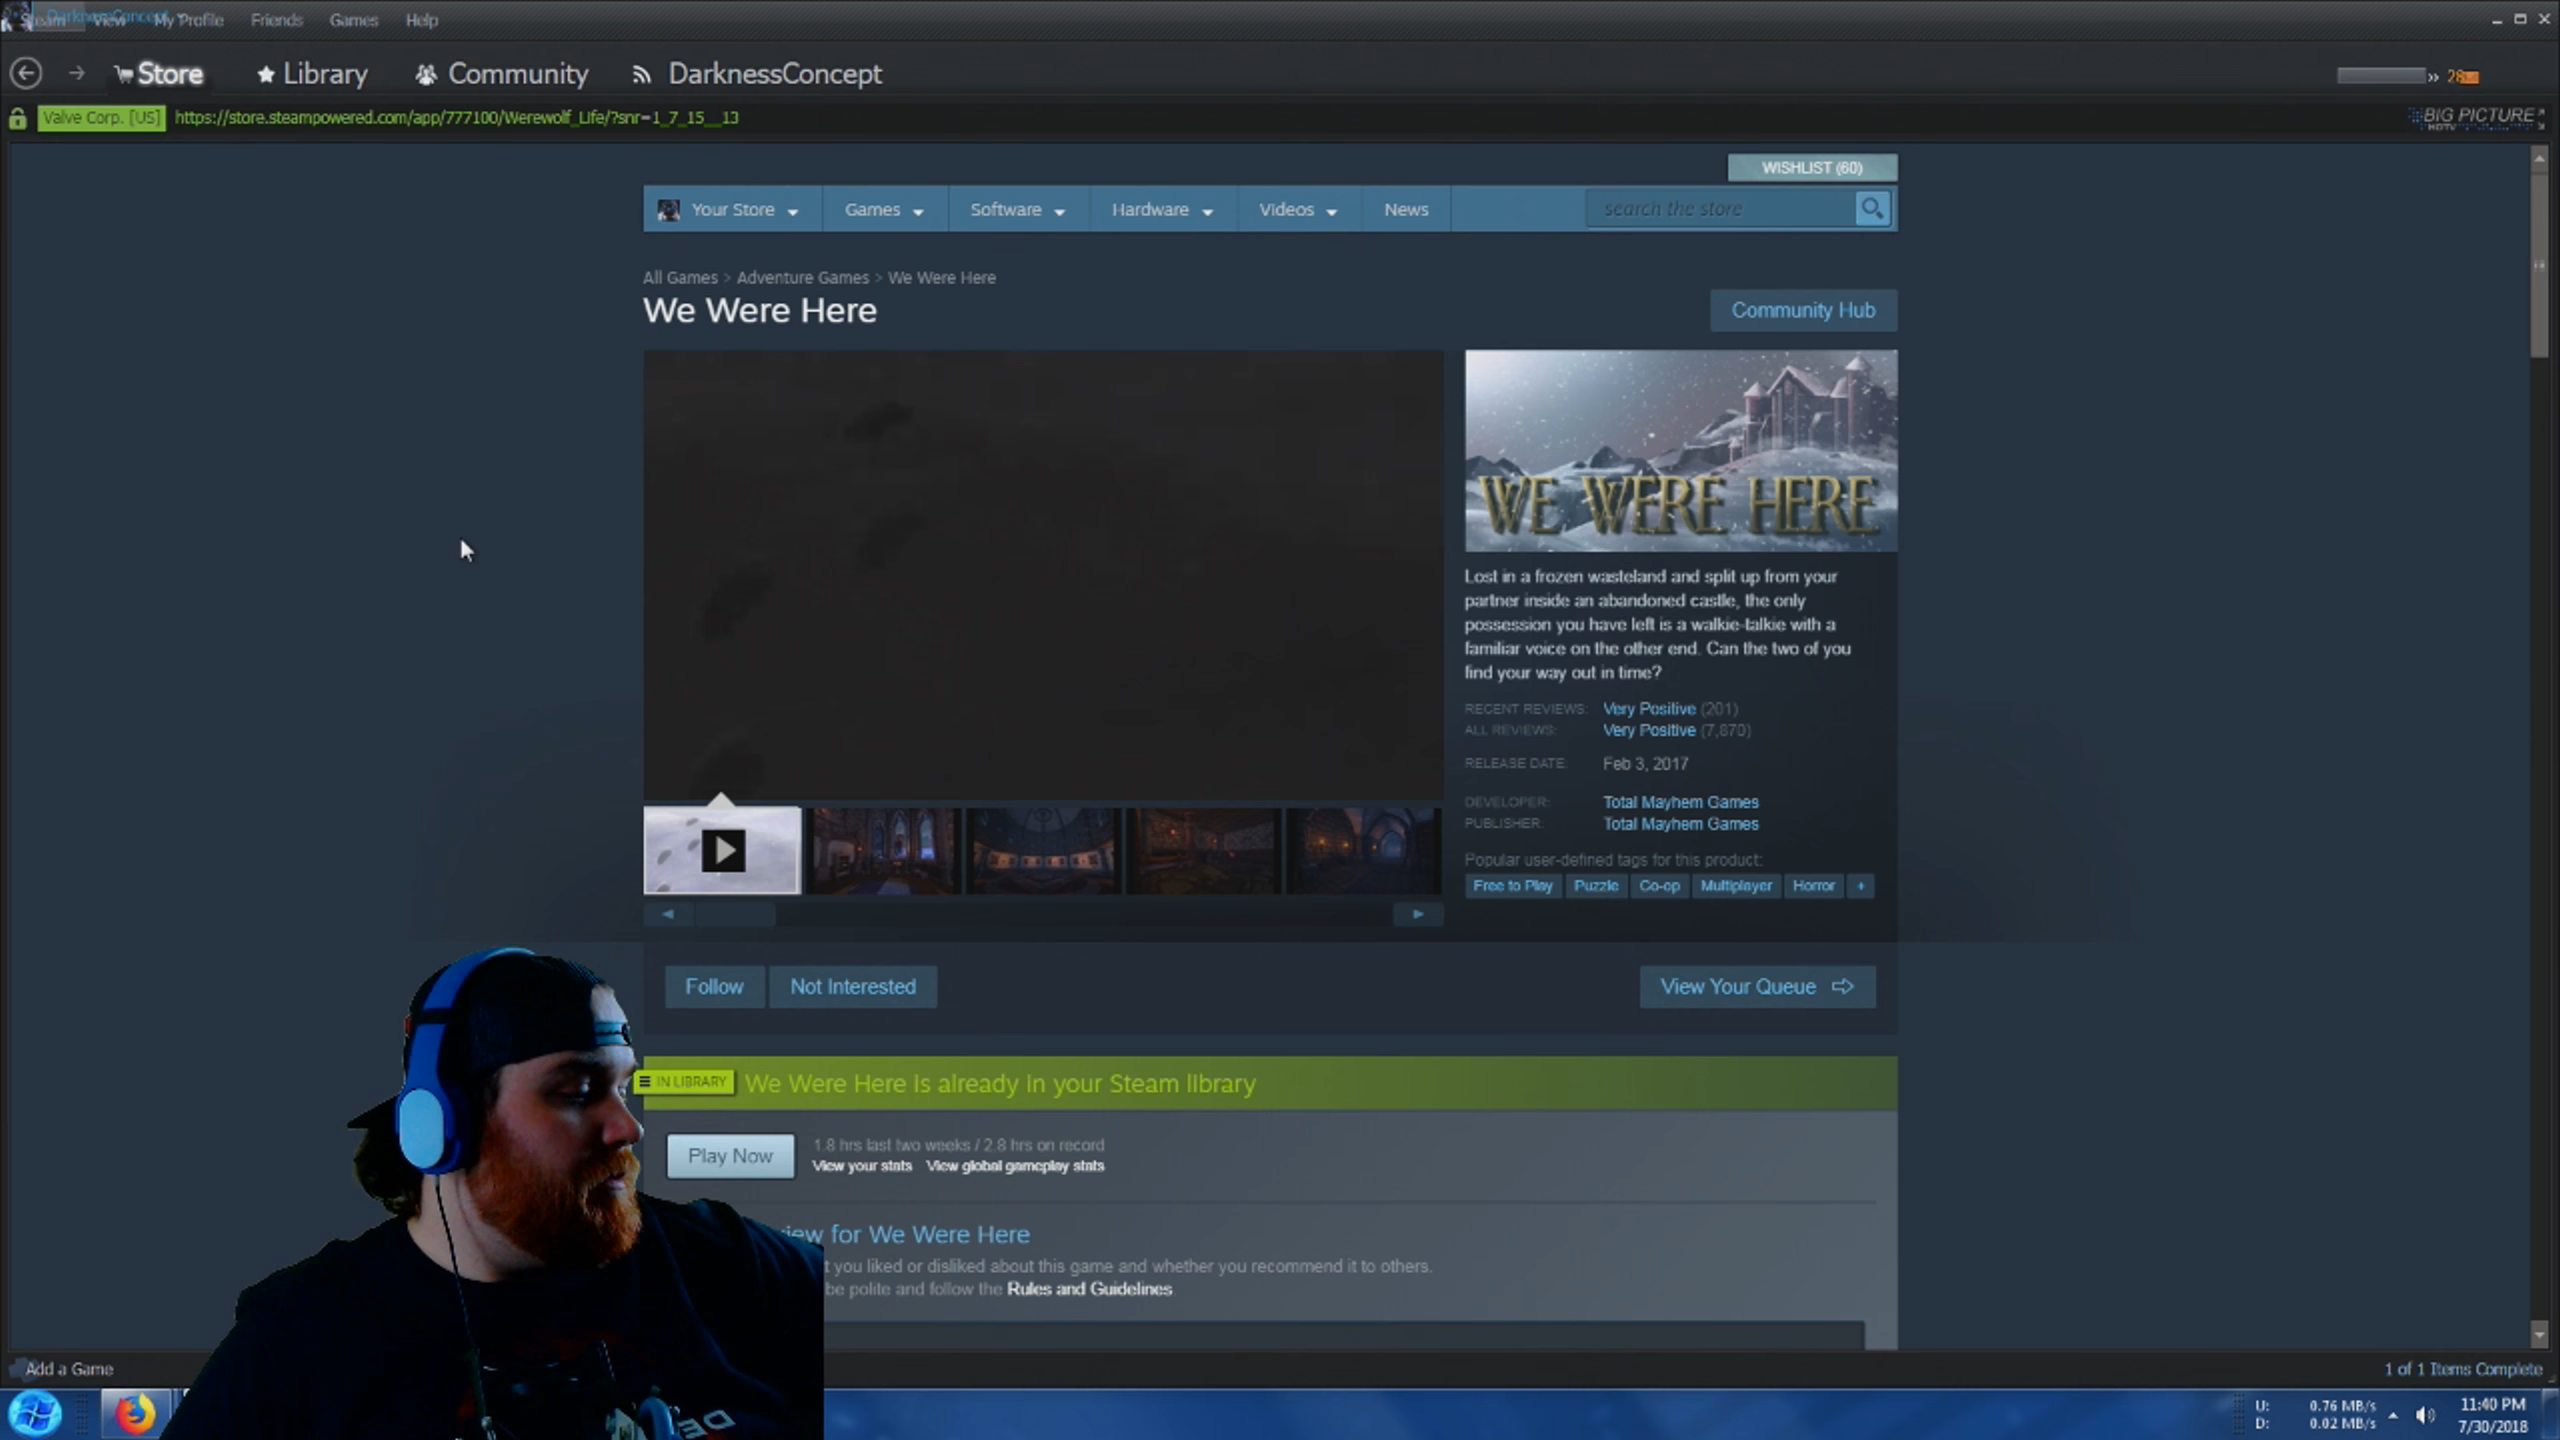 Steam View My Profile Friends Games Help
DarknessConcept
Store Library Community DarknessConcept
28
Valve Corp. [US] https://store.steampowered.com/app/777100/Werewolf_Life/?snr=1_7_15__13
BIG PICTURE
WISHLIST (60)
Your Store Games Software Hardware Videos News search the store
All Games > Adventure Games > We Were Here
We Were Here
Community Hub
WE WERE HERE
Lost in a frozen wasteland and split up from your
partner inside an abandoned castle, the only
possession you have left is a walkie-talkie with a
familiar voice on the other end. Can the two of you
find your way out in time?
RECENT REVIEWS: Very Positive (201)
ALL REVIEWS: Very Positive (7,870)
RELEASE DATE: Feb 3, 2017
DEVELOPER: Total Mayhem Games
PUBLISHER: Total Mayhem Games
Popular user-defined tags for this product:
Free to Play Puzzle Co-op Multiplayer Horror +
Follow Not Interested View Your Queue
IN LIBRARY We Were Here is already in your Steam library
Play Now
1.8 hrs last two weeks / 2.8 hrs on record
View your stats View global gameplay stats
for We Were Here
you liked or disliked about this game and whether you recommend it to others.
be polite and follow the Rules and Guidelines
Add a Game
1 of 1 Items Complete
U: 0.76 MB/s
D: 0.02 MB/s
11:40 PM
7/30/2018